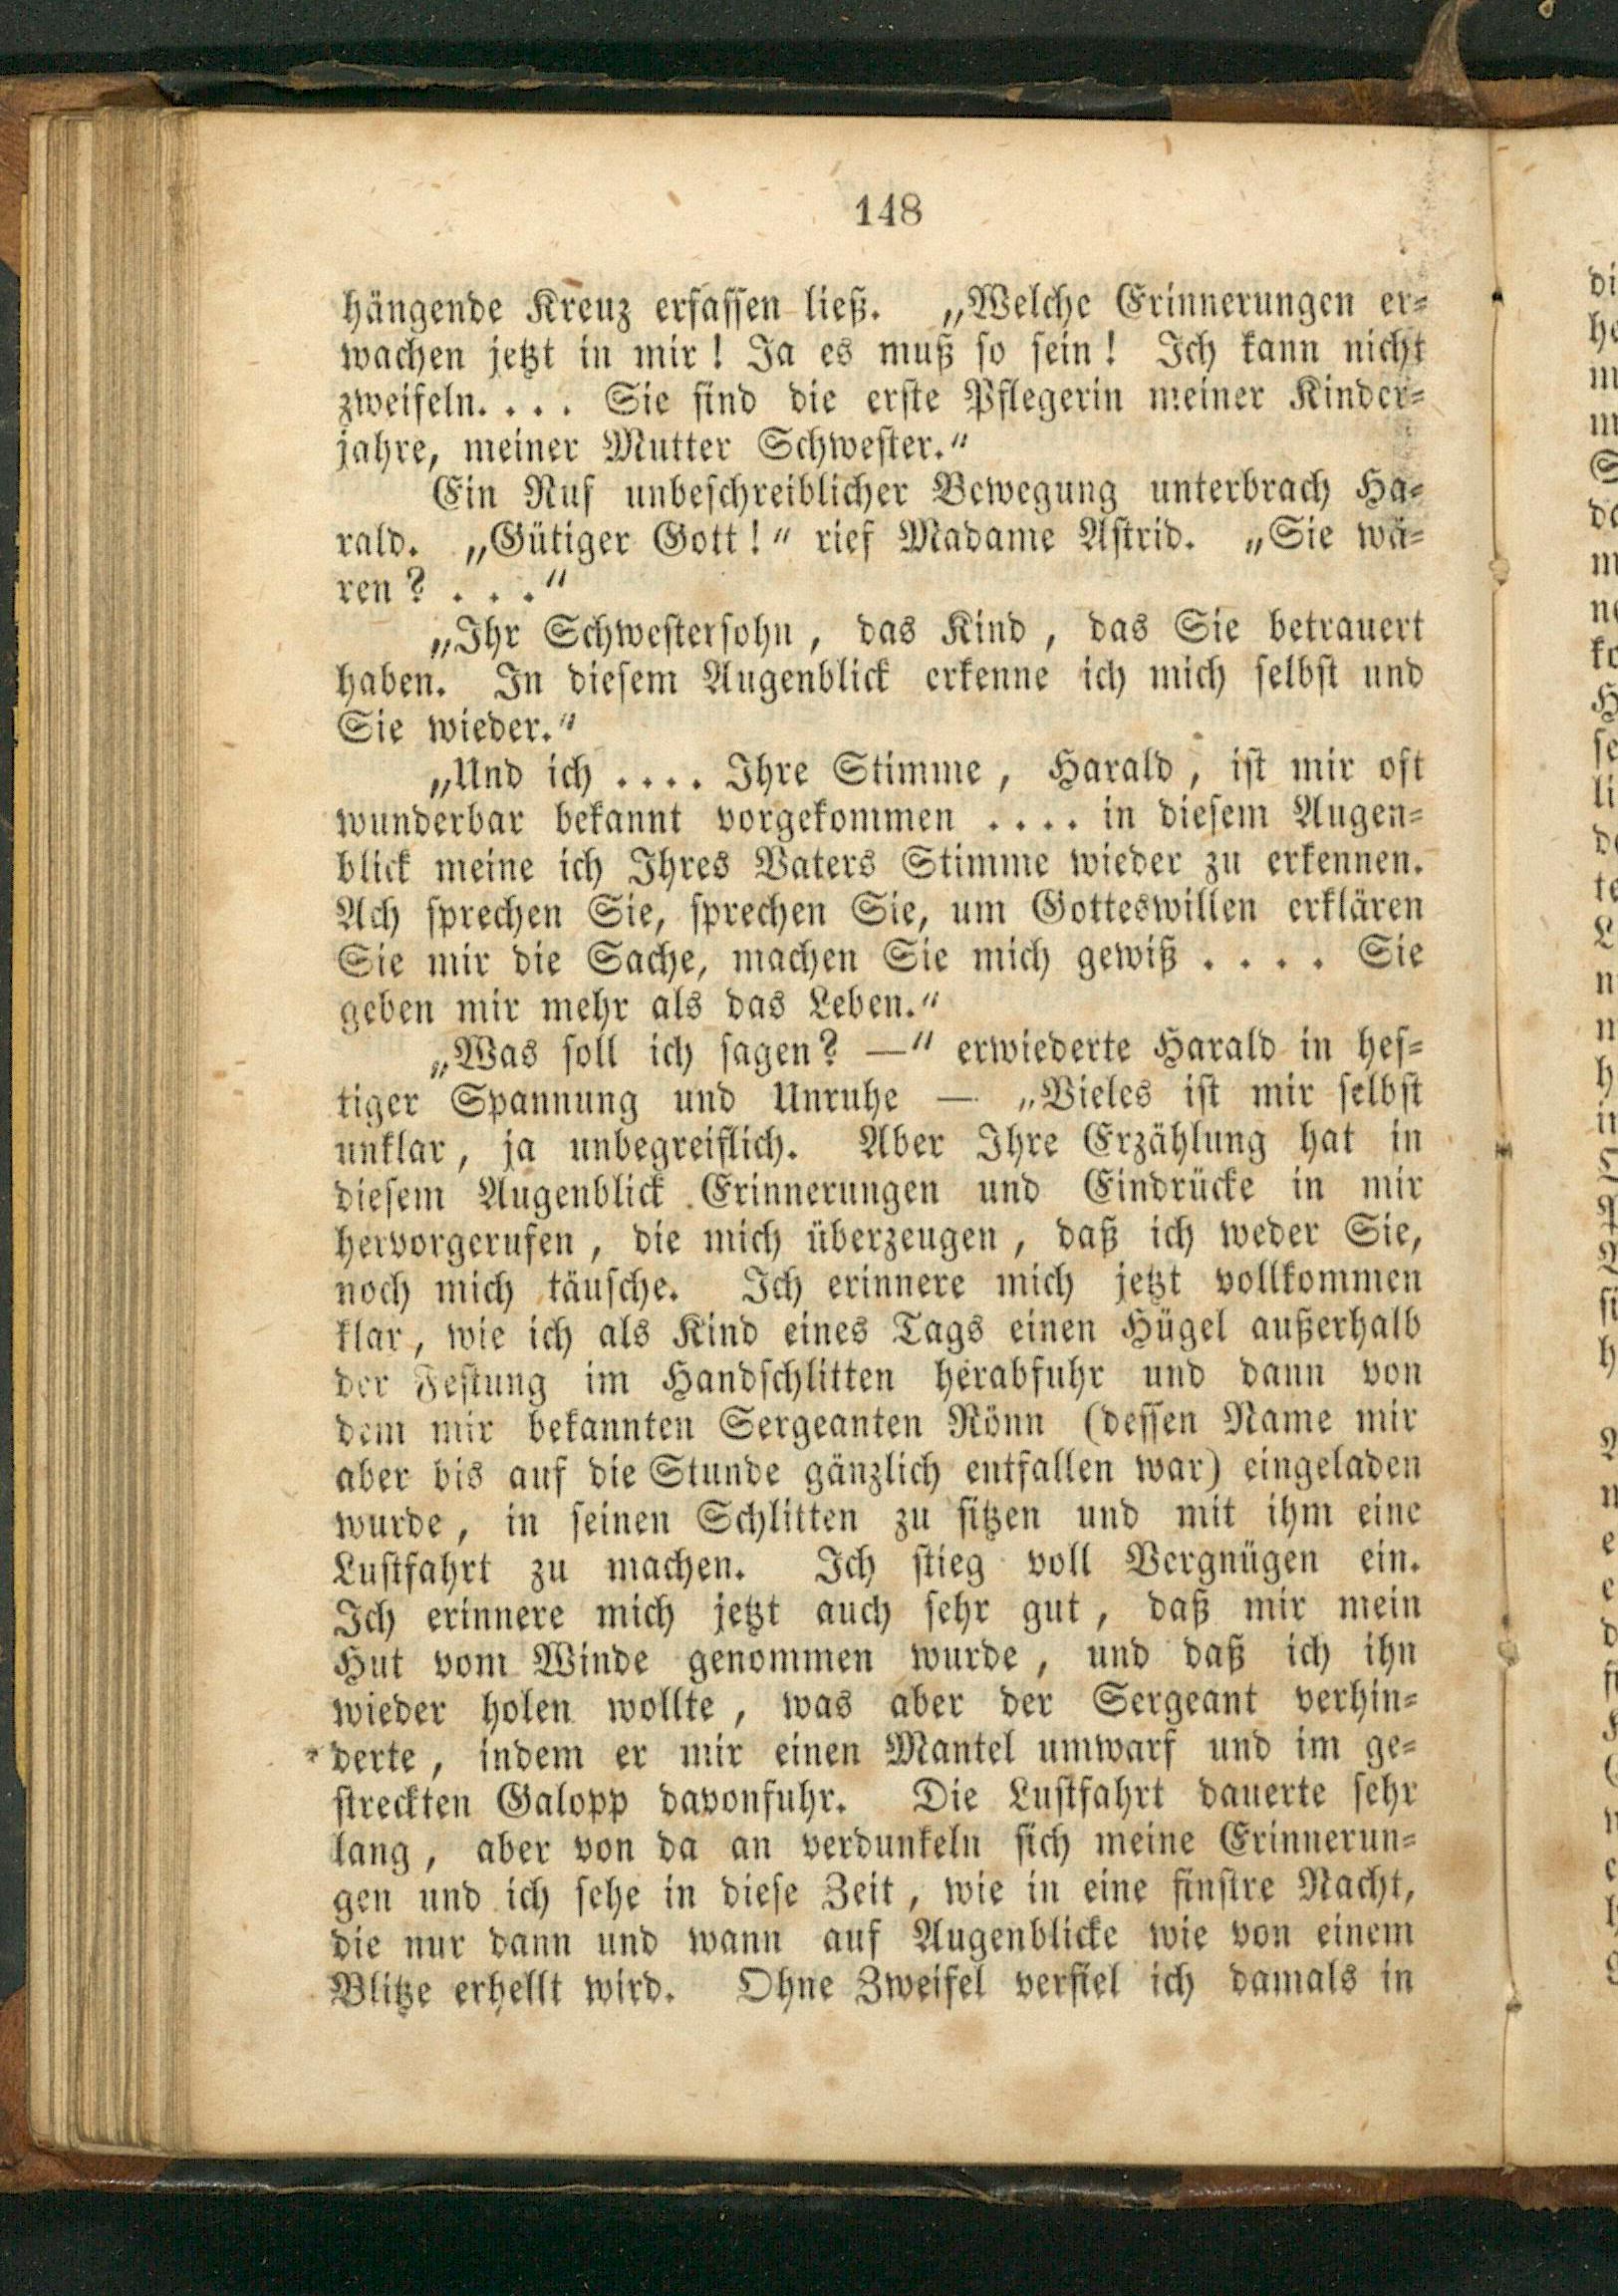 148
hängende Kreuz erfassen ließ. „Welche Erinnerungen er-
wachen jetzt in mir! Ja es muß so sein! Ich kann nicht
zweifeln. . . . Sie sind die erste Pflegerin meiner Kinder-
jahre, meiner Mutter Schwester.“
Ein Ruf unbeschreiblicher Bewegung unterbrach Ha-
rald. „Gütiger Gott!“ rief Madame Astrid. „Sie wä-
ren? . . .“
„Ihr Schwestersohn, das Kind, das Sie betrauert
haben. In diesem Augenblick erkenne ich mich selbst und
Sie wieder.“
„Und ich .... Ihre Stimme, Harald, ist mir oft
wunderbar bekannt vorgekommen .... in diesem Augen-
blick meine ich Ihres Vaters Stimme wieder zu erkennen.
Ach sprechen Sie, sprechen Sie, um Gotteswillen erklären
Sie mir die Sache, machen Sie mich gewiß . . . . Sie
geben mir mehr als das Leben.“
„Was soll ich sagen? —“ erwiederte Harald in hef-
tiger Spannung und Unruhe — „Vieles ist mir selbst
unklar, ja unbegreiflich. Aber Ihre Erzählung hat in
diesem Augenblick Erinnerungen und Eindrücke in mir
hervorgerufen, die mich überzeugen, daß ich weder Sie,
noch mich täusche. Ich erinnere mich jetzt vollkommen
klar, wie ich als Kind eines Tags einen Hügel außerhalb
der Festung im Handschlitten herabfuhr und dann von
dem mir bekannten Sergeanten Rönn (dessen Name mir
aber bis auf die Stunde gänzlich entfallen war) eingeladen
wurde, in seinen Schlitten zu sitzen und mit ihm eine
Lustfahrt zu machen. Ich stieg voll Vergnügen ein.
Ich erinnere mich jetzt auch sehr gut, daß mir mein
Hut vom Winde genommen wurde, und daß ich ihn
wieder holen wollte, was aber der Sergeant verhin-
derte, indem er mir einen Mantel umwarf und im ge-
streckten Galopp davonfuhr. Die Lustfahrt dauerte sehr
lang, aber von da an verdunkeln sich meine Erinnerun-
gen und ich sehe in diese Zeit, wie in eine finstre Nacht,
die nur dann und wann auf Augenblicke wie von einem
Blitze erhellt wird. Ohne Zweifel verfiel ich damals in